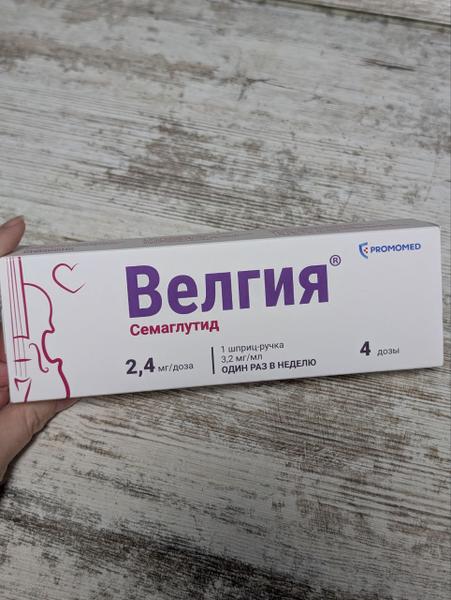 PROMOMED
Велгия®
Семаглутид
2,4 мг/доза
1 шприц-ручка
3,2 мг/мл
ОДИН РАЗ В НЕДЕЛЮ
4 дозы